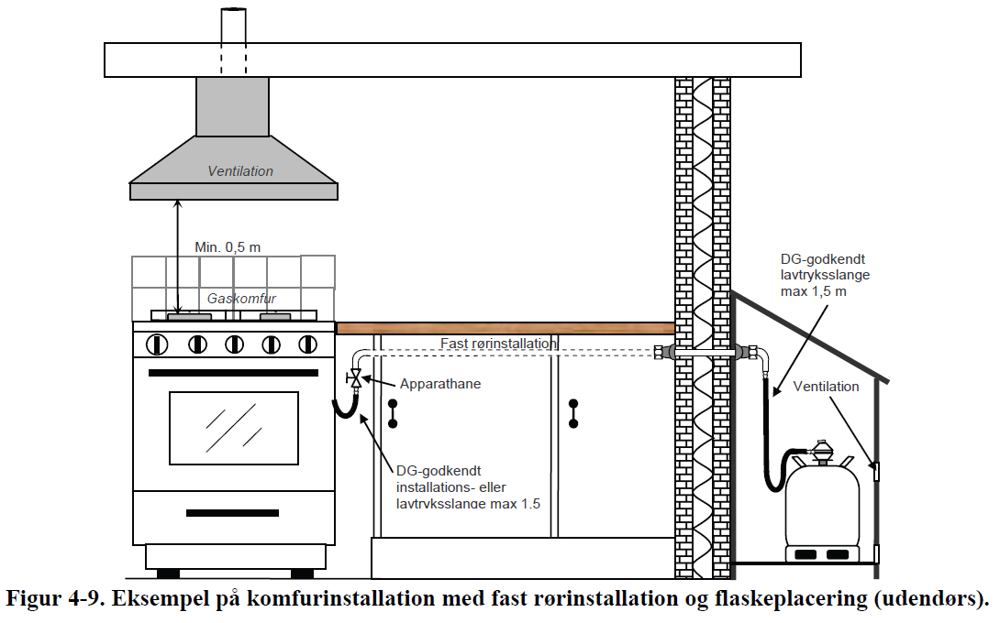 Ventilation
Min. 0,5 m
Gaskomfur
Fast rørinstallation
Apparathane
DG-godkendt
installations- eller
lavtryksslange max 1.5
DG-godkendt
lavtryksslange
max 1,5 m
Ventilation
Figur 4-9. Eksempel på komfurinstallation med fast rørinstallation og flaskeplacering (udendørs).